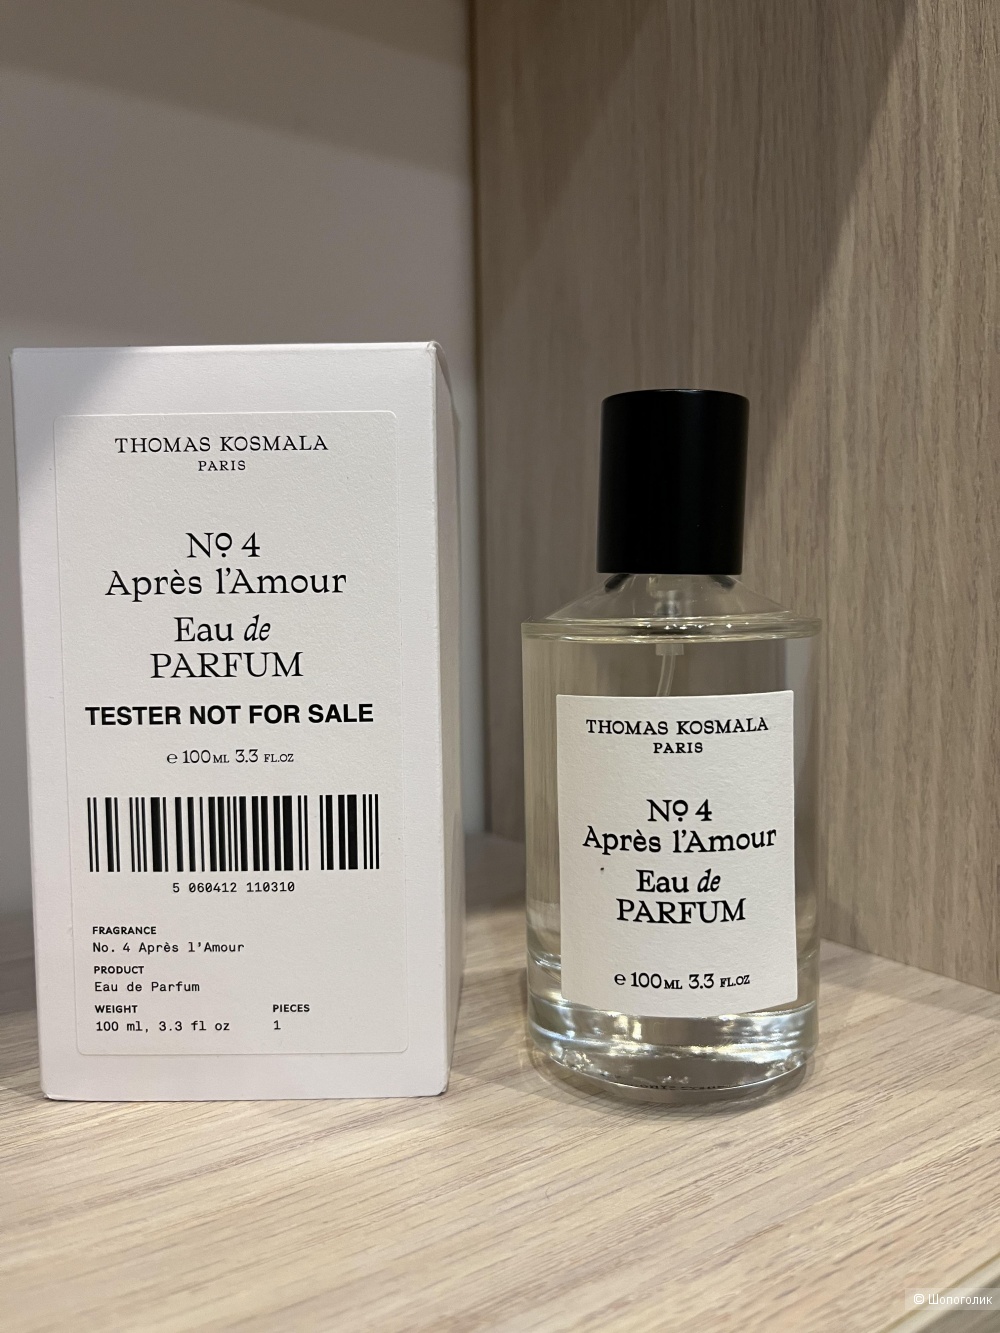 THOMAS KOSMALA
PARIS
Nº 4
Après l'Amour
Eau de
PARFUM
TESTER NOT FOR SALE
℮ 100ML 3.3 FL.OZ
5 060412 110310
FRAGRANCE
No. 4 Après l'Amour
PRODUCT
Eau de Parfum
WEIGHT PIECES
100 ml, 3.3 fl oz 1
THOMAS KOSMALA
PARIS
Nº 4
Après l'Amour
Eau de
PARFUM
℮ 100ML 3.3 FL.OZ
© Шопоголик